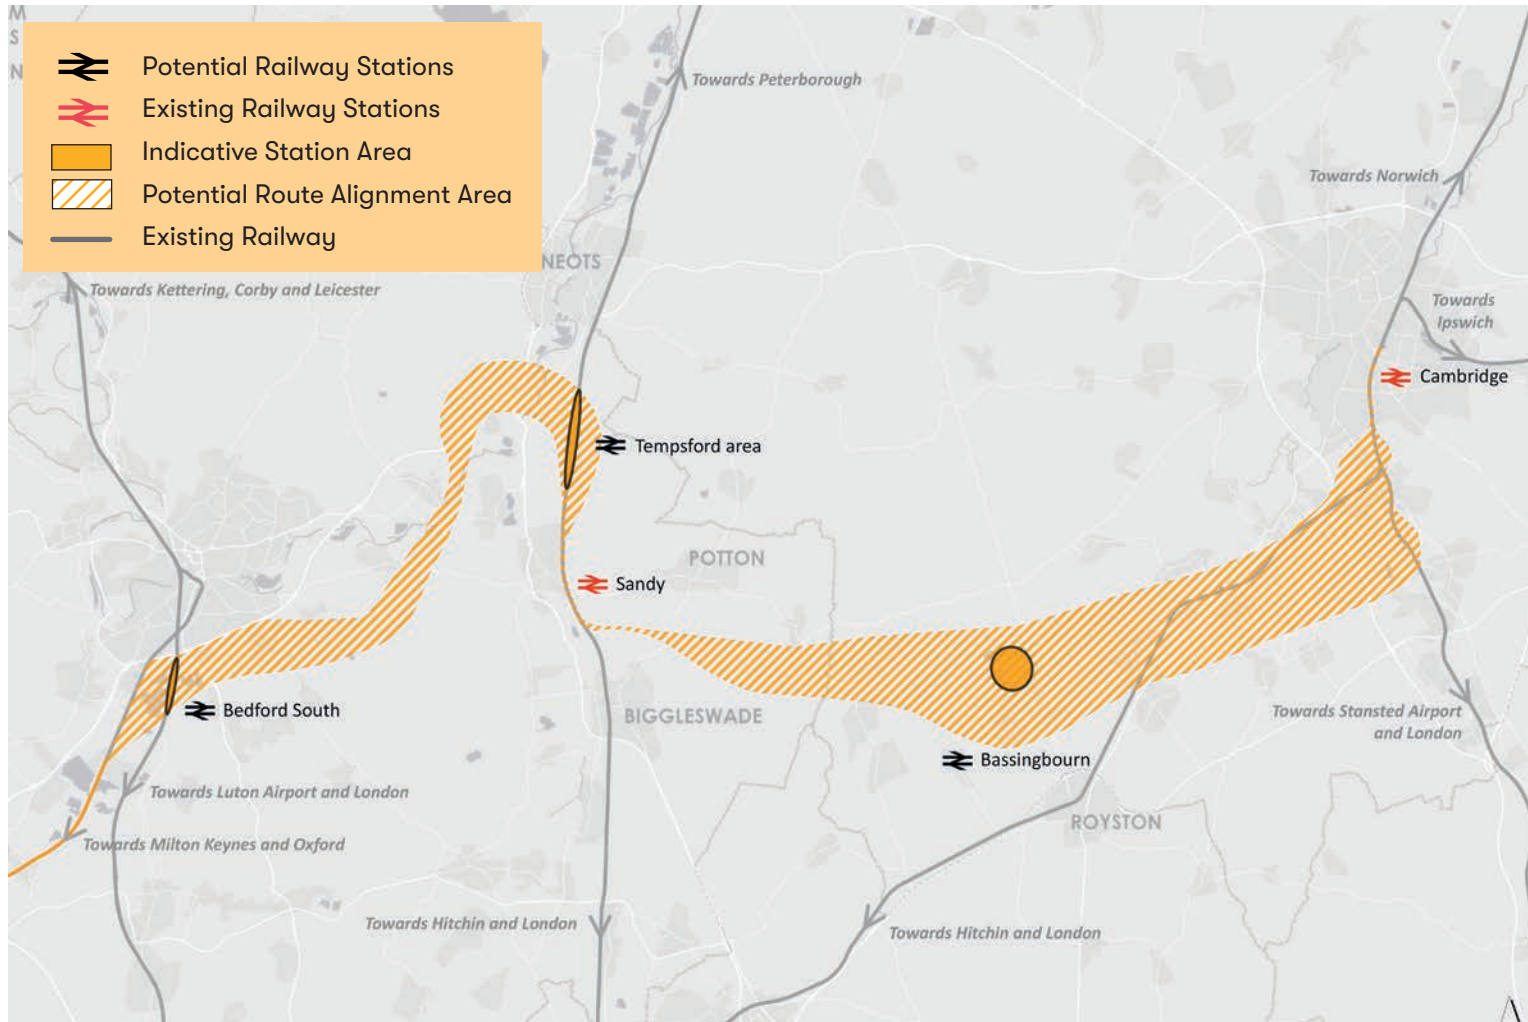 M
S
N
Potential Railway Stations
Existing Railway Stations
Indicative Station Area
Potential Route Alignment Area
Existing Railway
Towards Peterborough
Towards Norwich
NEOTS
Towards Kettering, Corby and Leicester
Towards
Ipswich
Cambridge
Tempsford area
POTTON
Sandy
Bedford South
BIGGLESWADE
Towards Stansted Airport
and London
Bassingbourn
Towards Luton Airport and London
ROYSTON
Towards Milton Keynes and Oxford
Towards Hitchin and London
Towards Hitchin and London